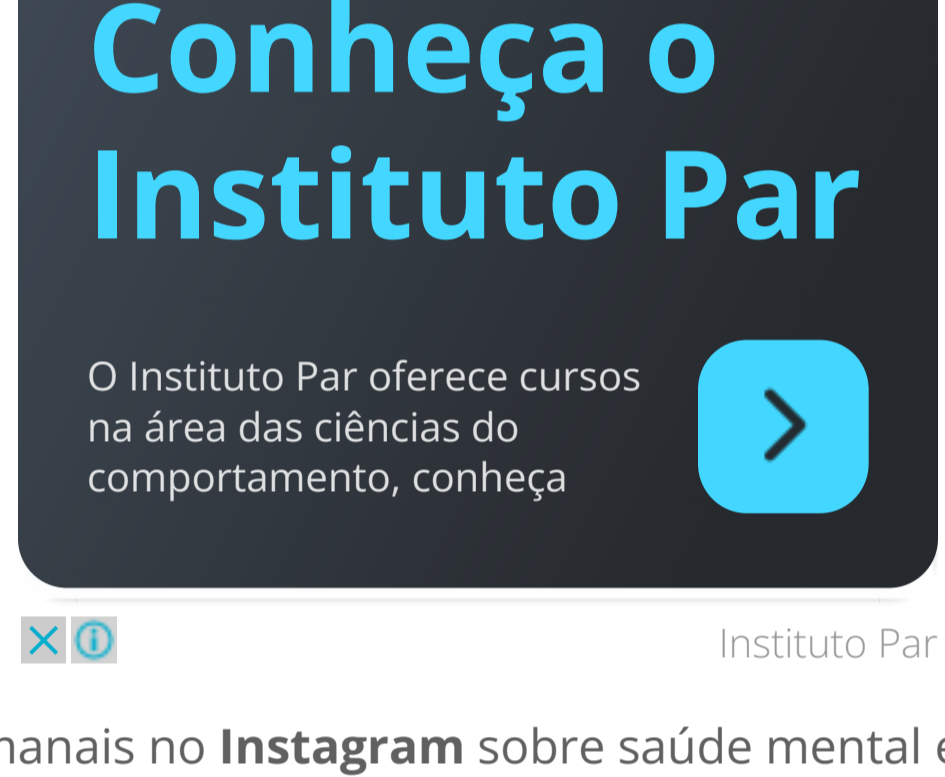 Conheça o
Instituto Par
O Instituto Par oferece cursos
na área das ciências do
comportamento, conheça
Instituto Par
no Instagram sobre saúde mental